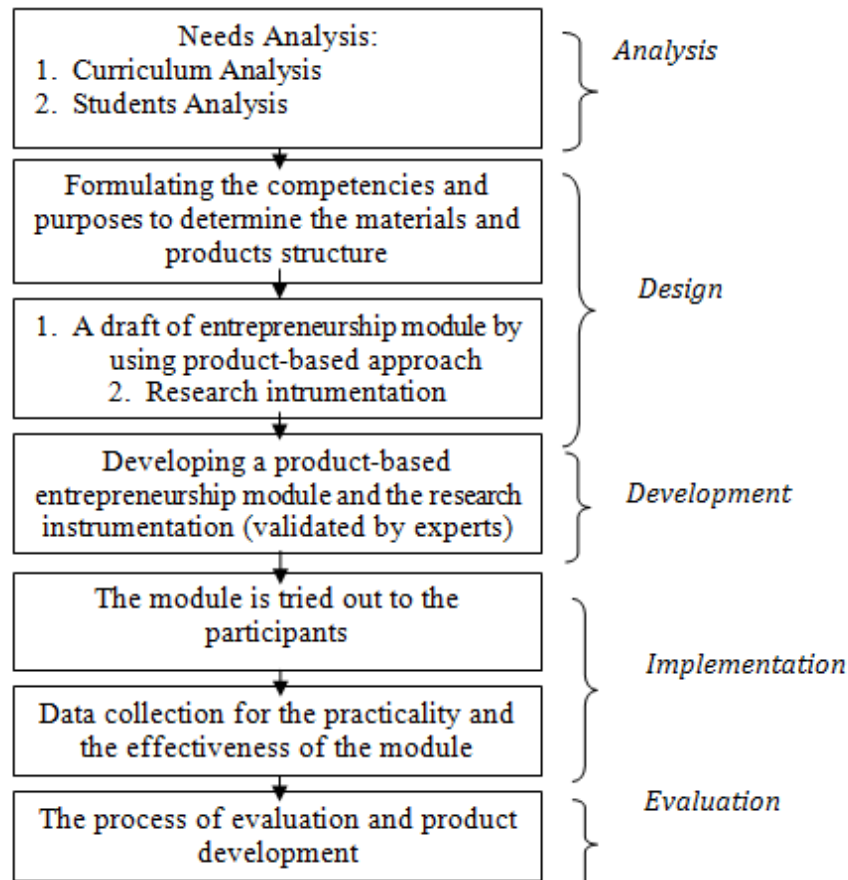 Needs Analysis:
1. Curriculum Analysis
2. Students Analysis
Analysis
Formulating the competencies and
purposes to determine the materials and
products structure
Design
1. A draft of entrepreneurship module by
using product-based approach
2. Research intrumentation
Developing a product-based
entrepreneurship module and the research
instrumentation (validated by experts)
Development
The module is tried out to the
participants
Implementation
Data collection for the practicality and
the effectiveness of the module
Evaluation
The process of evaluation and product
development